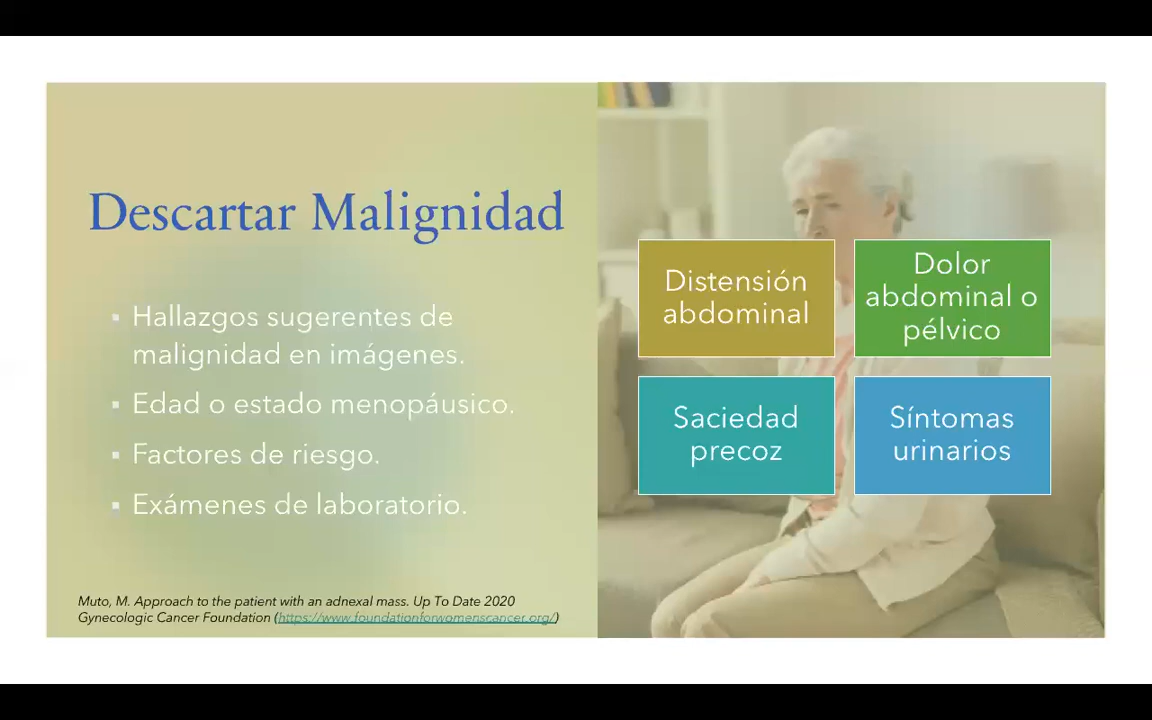 Descartar Malignidad
▪ Hallazgos sugerentes de
malignidad en imágenes.
▪ Edad o estado menopáusico.
▪ Factores de riesgo.
▪ Exámenes de laboratorio.
Muto, M. Approach to the patient with an adnexal mass. Up To Date 2020
Gynecologic Cancer Foundation (https://www.foundationforwomenscancer.org/)
Distensión
abdominal
Dolor
abdominal o
pélvico
Saciedad
precoz
Síntomas
urinarios